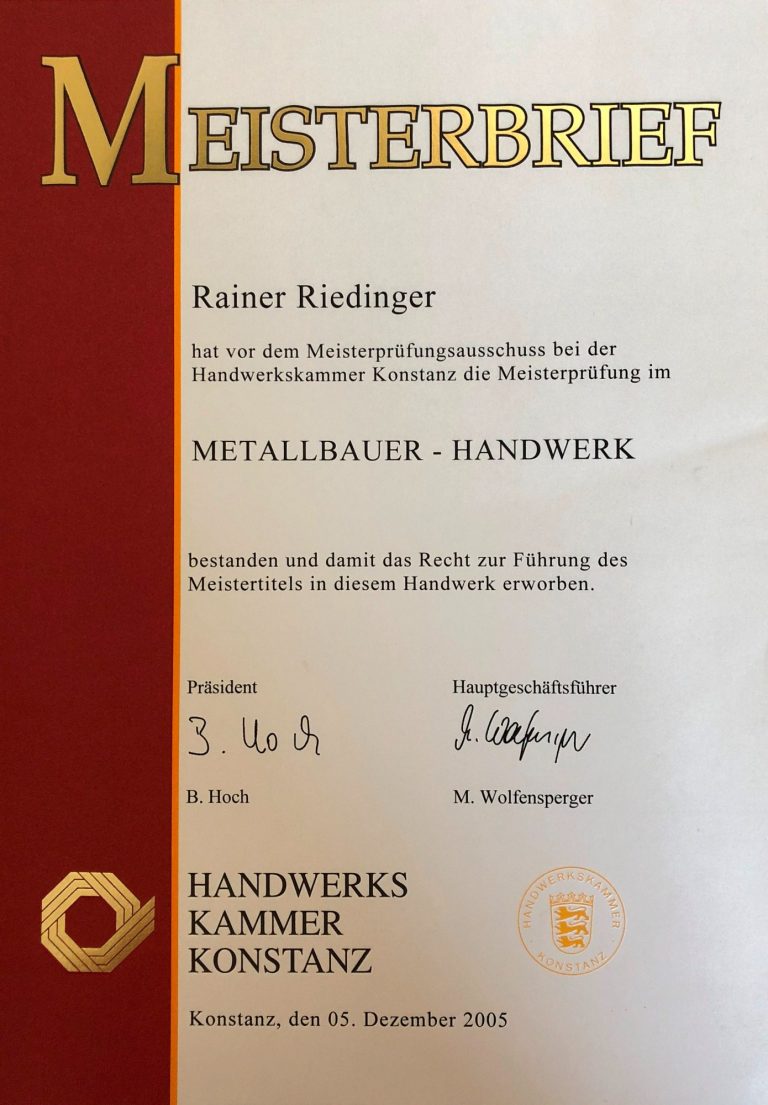 MEISTERBRIEF
Rainer Riedinger
hat vor dem Meisterprüfungsausschuss bei der
Handwerkskammer Konstanz die Meisterprüfung im
METALLBAUER - HANDWERK
bestanden und damit das Recht zur Führung des
Meistertitels in diesem Handwerk erworben.
Präsident
Hauptgeschäftsführer
B. Hoch
B. Hoch
M. Wolfensperger
HANDWERKS
KAMMER
KONSTANZ
HANDWERKSKAMMER
· KONSTANZ ·
Konstanz, den 05. Dezember 2005